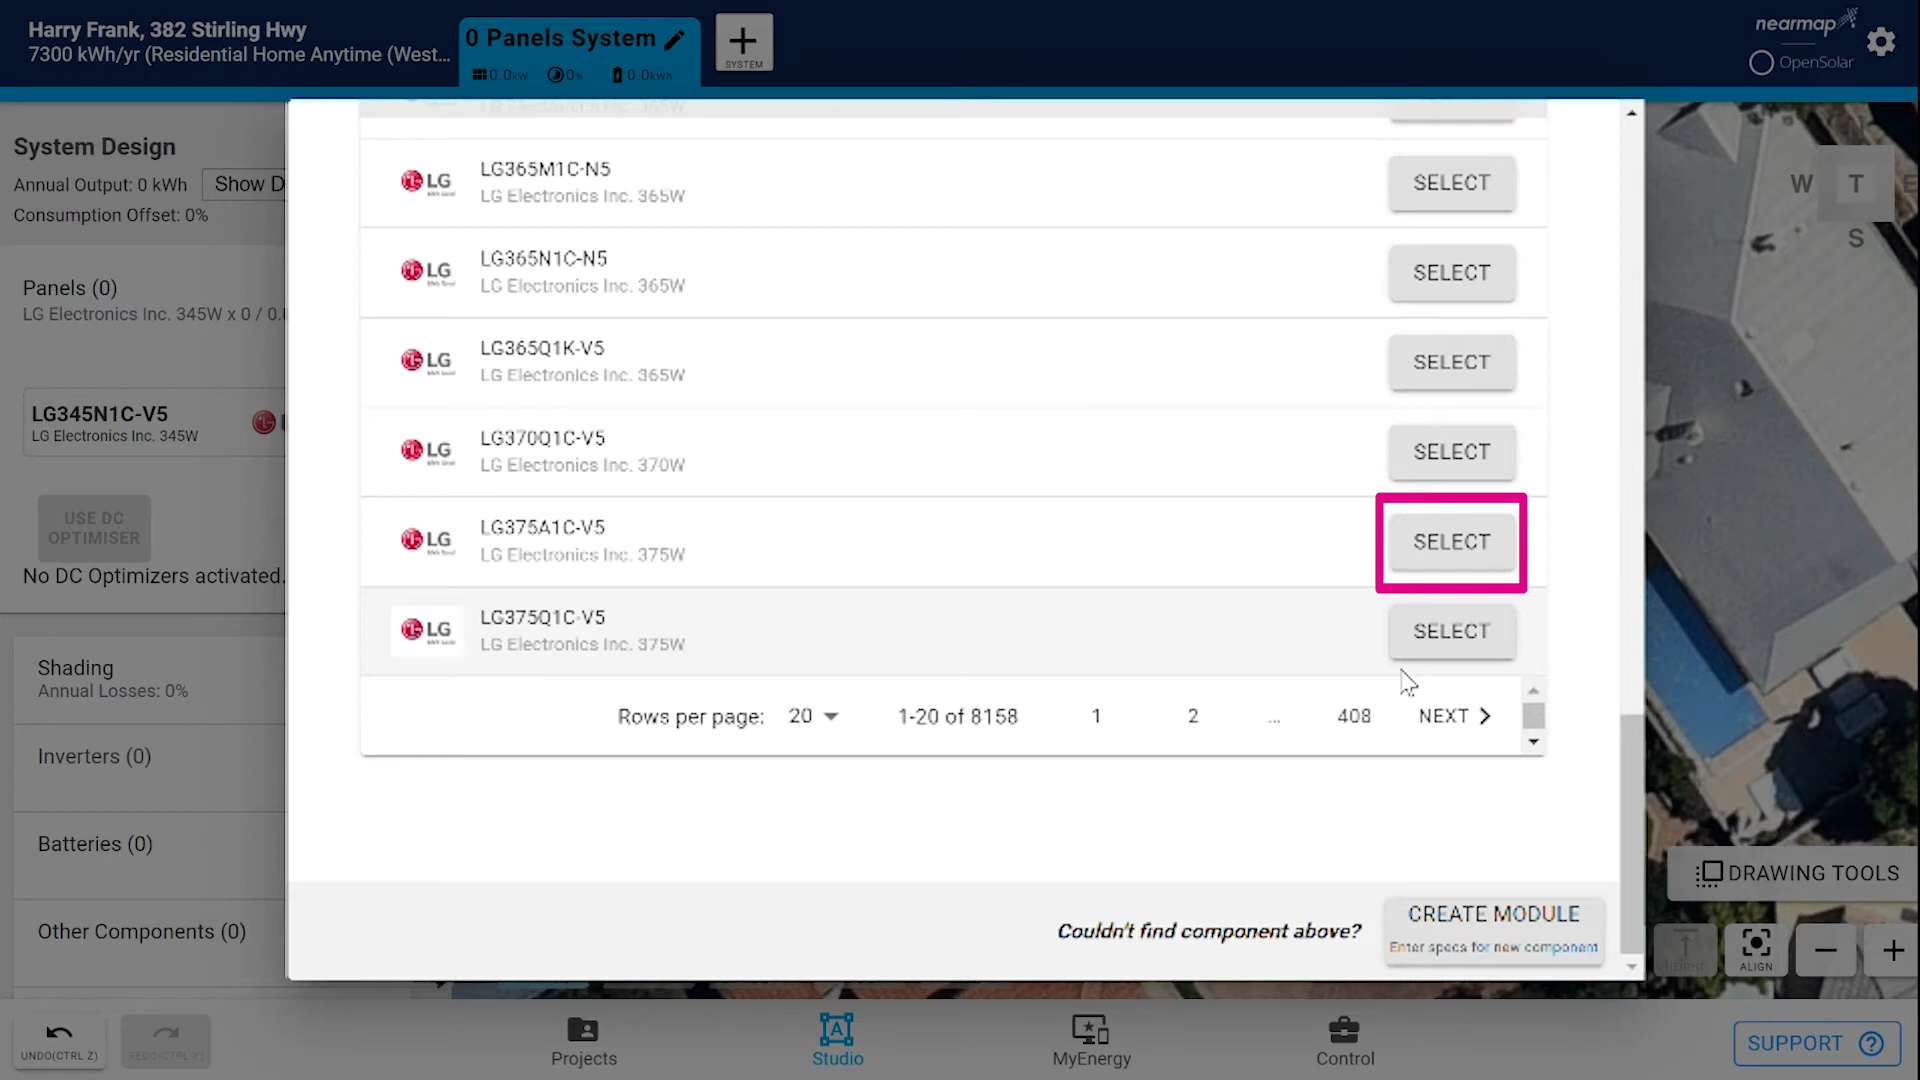 Harry Frank, 382 Stirling Hwy
7300 kWh/yr (Residential Home Anytime (West...
0 Panels System
0.0kW
0%
0.0kWh
SYSTEM
nearmap
OpenSolar
System Design
Annual Output: 0 kWh
Show D
Consumption Offset: 0%
Panels (0)
LG Electronics Inc. 345W x 0 / 0.
LG345N1C-V5
LG Electronics Inc. 345W
USE DC
OPTIMISER
No DC Optimizers activated.
Shading
Annual Losses: 0%
Inverters (0)
Batteries (0)
Other Components (0)
LG Electronics Inc. 365W
LG
LG365M1C-N5
LG Electronics Inc. 365W
SELECT
LG
LG365N1C-N5
LG Electronics Inc. 365W
SELECT
LG
LG365Q1K-V5
LG Electronics Inc. 365W
SELECT
LG
LG370Q1C-V5
LG Electronics Inc. 370W
SELECT
LG
LG375A1C-V5
LG Electronics Inc. 375W
SELECT
LG
LG375Q1C-V5
LG Electronics Inc. 375W
SELECT
Rows per page: 20 1-20 of 8158 1 2 ... 408 NEXT
Couldn't find component above?
CREATE MODULE
Enter specs for new component
W T E
S
DRAWING TOOLS
HEIGHT
ALIGN
UNDO(CTRL Z)
REDO(CTRL Y)
Projects
Studio
MyEnergy
Control
SUPPORT